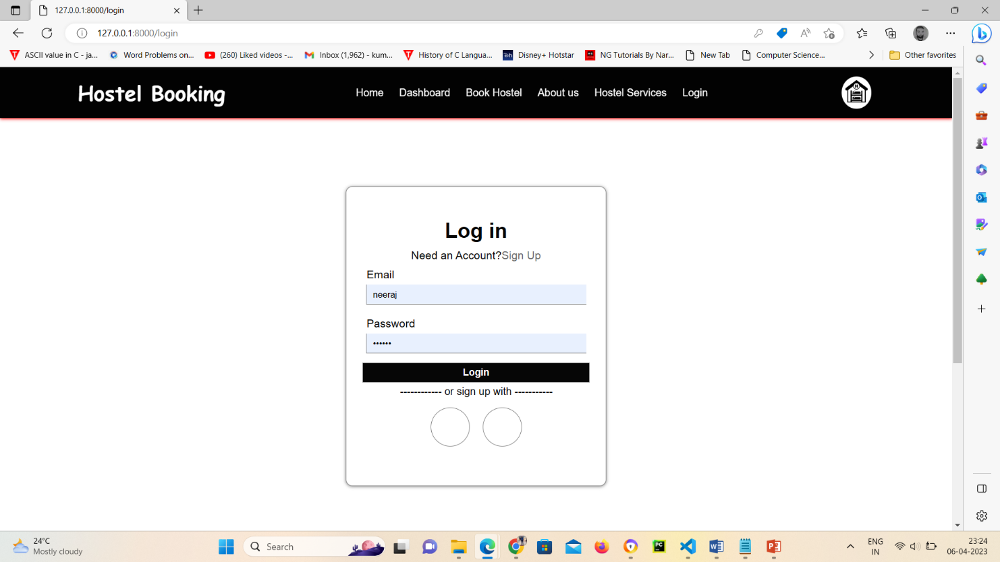 127.0.0.1:8000/login
127.0.0.1:8000/login
ASCII value in C - ja...
Word Problems on...
(260) Liked videos -...
Inbox (1,962) - kum...
History of C Langua...
Disney+ Hotstar
NG Tutorials By Nar...
New Tab
Computer Science...
Other favorites
Hostel Booking
Home
Dashboard
Book Hostel
About us
Hostel Services
Login
Log in
Need an Account?Sign Up
Email
neeraj
Password
••••••
Login
------------ or sign up with -----------
24°C
Mostly cloudy
Search
ENG
IN
23:24
06-04-2023